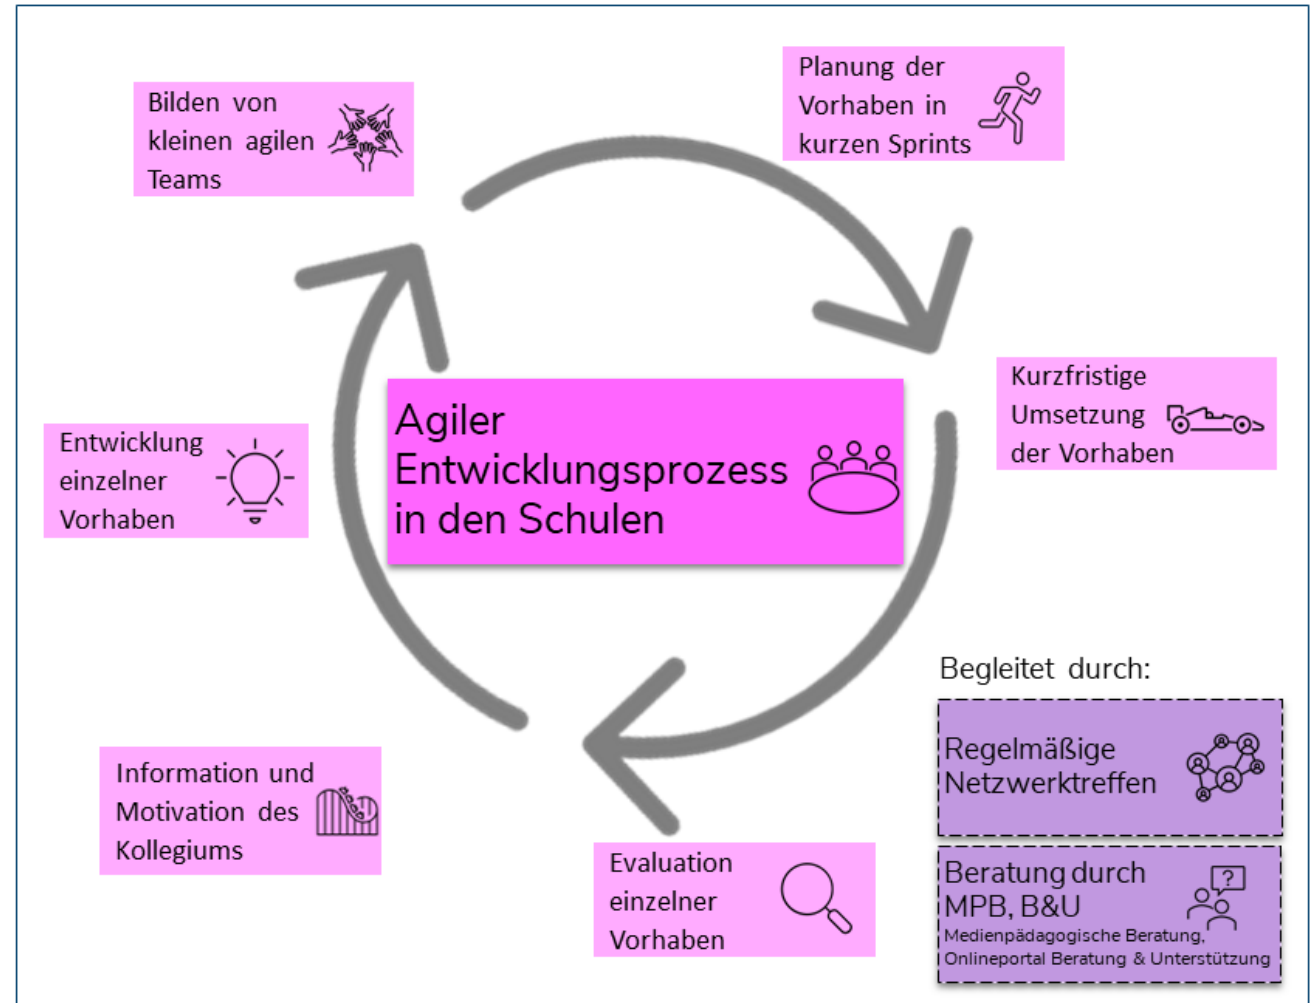 Bilden von
kleinen agilen
Teams
Planung der
Vorhaben in
kurzen Sprints
Kurzfristige
Umsetzung
der Vorhaben
Agiler
Entwicklungsprozess
in den Schulen
Entwicklung
einzelner
Vorhaben
Information und
Motivation des
Kollegiums
Evaluation
einzelner
Vorhaben
Begleitet durch:
Regelmäßige
Netzwerktreffen
Beratung durch
MPB, B&U
Medienpädagogische Beratung,
Onlineportal Beratung & Unterstützung
?